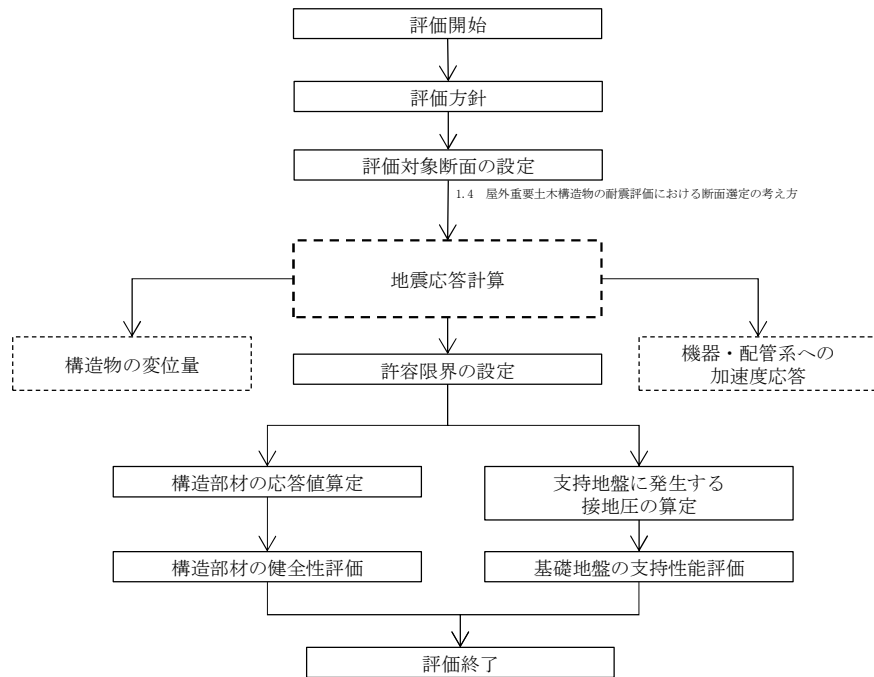 評価開始
評価方針
評価対象断面の設定
1.4　屋外重要土木構造物の耐震評価における断面選定の考え方
地震応答計算
構造物の変位量
機器・配管系への
加速度応答
許容限界の設定
構造部材の応答値算定
支持地盤に発生する
接地圧の算定
構造部材の健全性評価
基礎地盤の支持性能評価
評価終了